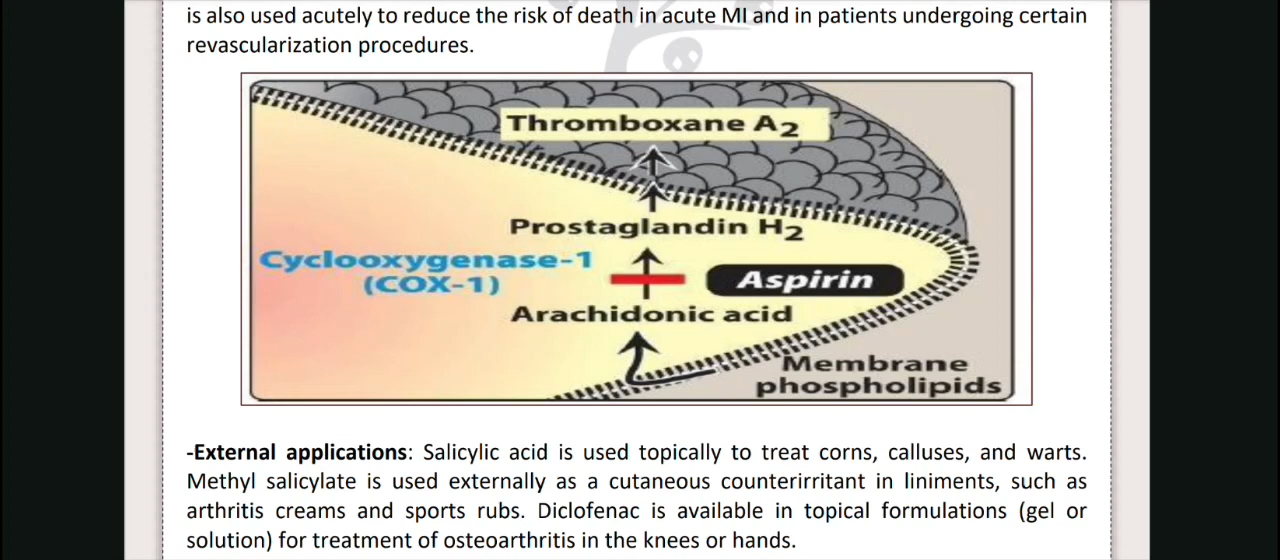 is also used acutely to reduce the risk of death in acute MI and in patients undergoing certain
revascularization procedures.
Thromboxane A2
Prostaglandin H2
Cyclooxygenase-1
(COX-1)
Aspirin
Arachidonic acid
Membrane
phospholipids
-External applications: Salicylic acid is used topically to treat corns, calluses, and warts.
Methyl salicylate is used externally as a cutaneous counterirritant in liniments, such as
arthritis creams and sports rubs. Diclofenac is available in topical formulations (gel or
solution) for treatment of osteoarthritis in the knees or hands.